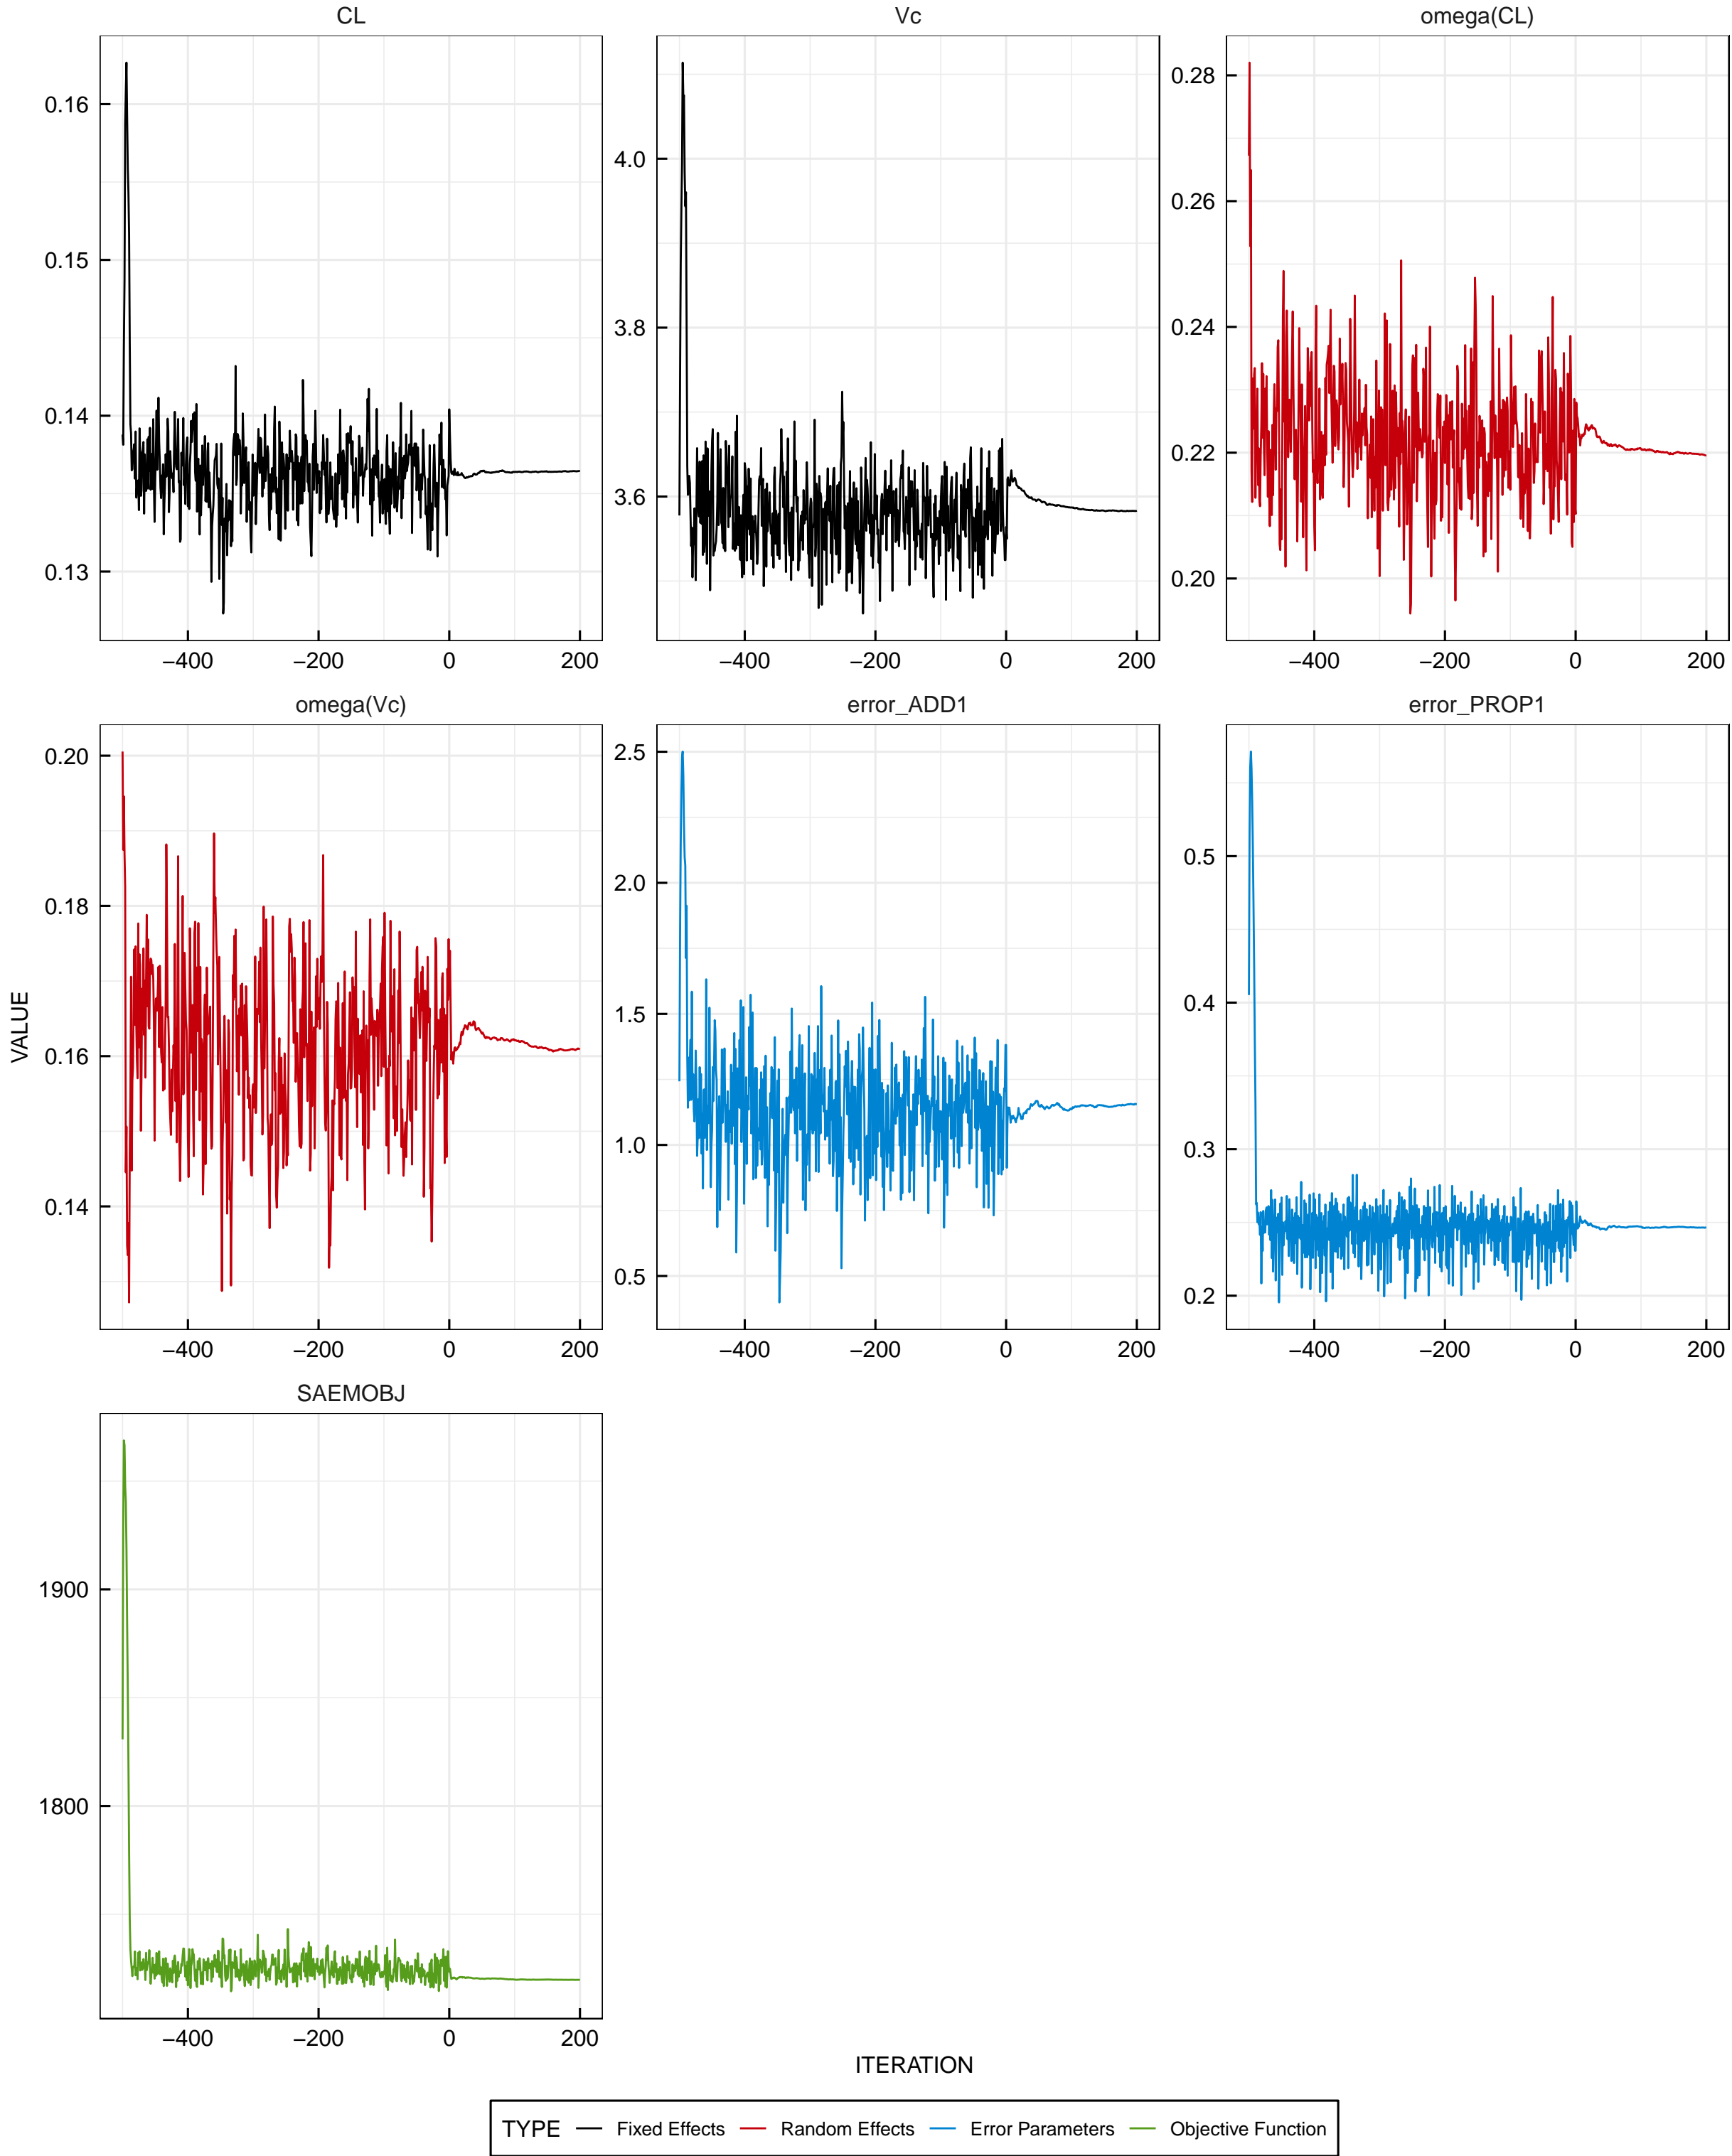 CL Vc omega(CL)
0.16 4.0 0.28
0.15 3.8 0.26
0.14 3.6 0.24
0.13 0.22
0.20
−400 −200 0 200 −400 −200 0 200 −400 −200 0 200
omega(Vc) error_ADD1 error_PROP1
0.20 2.5 0.5
0.18 2.0 0.4
0.16 1.5 0.3
0.14 1.0 0.2
0.5
−400 −200 0 200 −400 −200 0 200 −400 −200 0 200
VALUE
SAEMOBJ
1900
1800
−400 −200 0 200
ITERATION
TYPE Fixed Effects Random Effects Error Parameters Objective Function